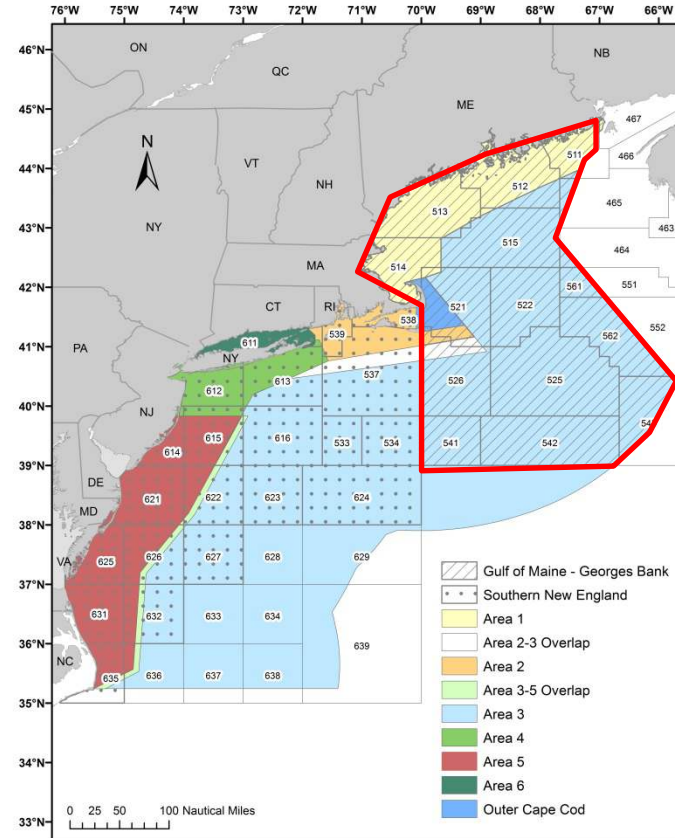 76°W 75°W 74°W 73°W 72°W 71°W 70°W 69°W 68°W 67°W 66°W
46°N
45°N
44°N
43°N
42°N
41°N
40°N
39°N
38°N
37°N
36°N
35°N
34°N
33°N
ON
QC
NB
ME
N
VT
NH
NY
MA
CT
RI
NY
PA
NJ
DE
MD
VA
NC
467
511
466
512
465
513
463
515
464
514
551
561
521
522
552
538
562
611
539
537
613
526
525
612
615
616
533
534
541
542
614
621
622
623
624
625
626
627
628
629
631
632
633
634
639
635
636
637
638
Gulf of Maine - Georges Bank
Southern New England
Area 1
Area 2-3 Overlap
Area 2
Area 3-5 Overlap
Area 3
Area 4
Area 5
Area 6
Outer Cape Cod
0 25 50 100 Nautical Miles